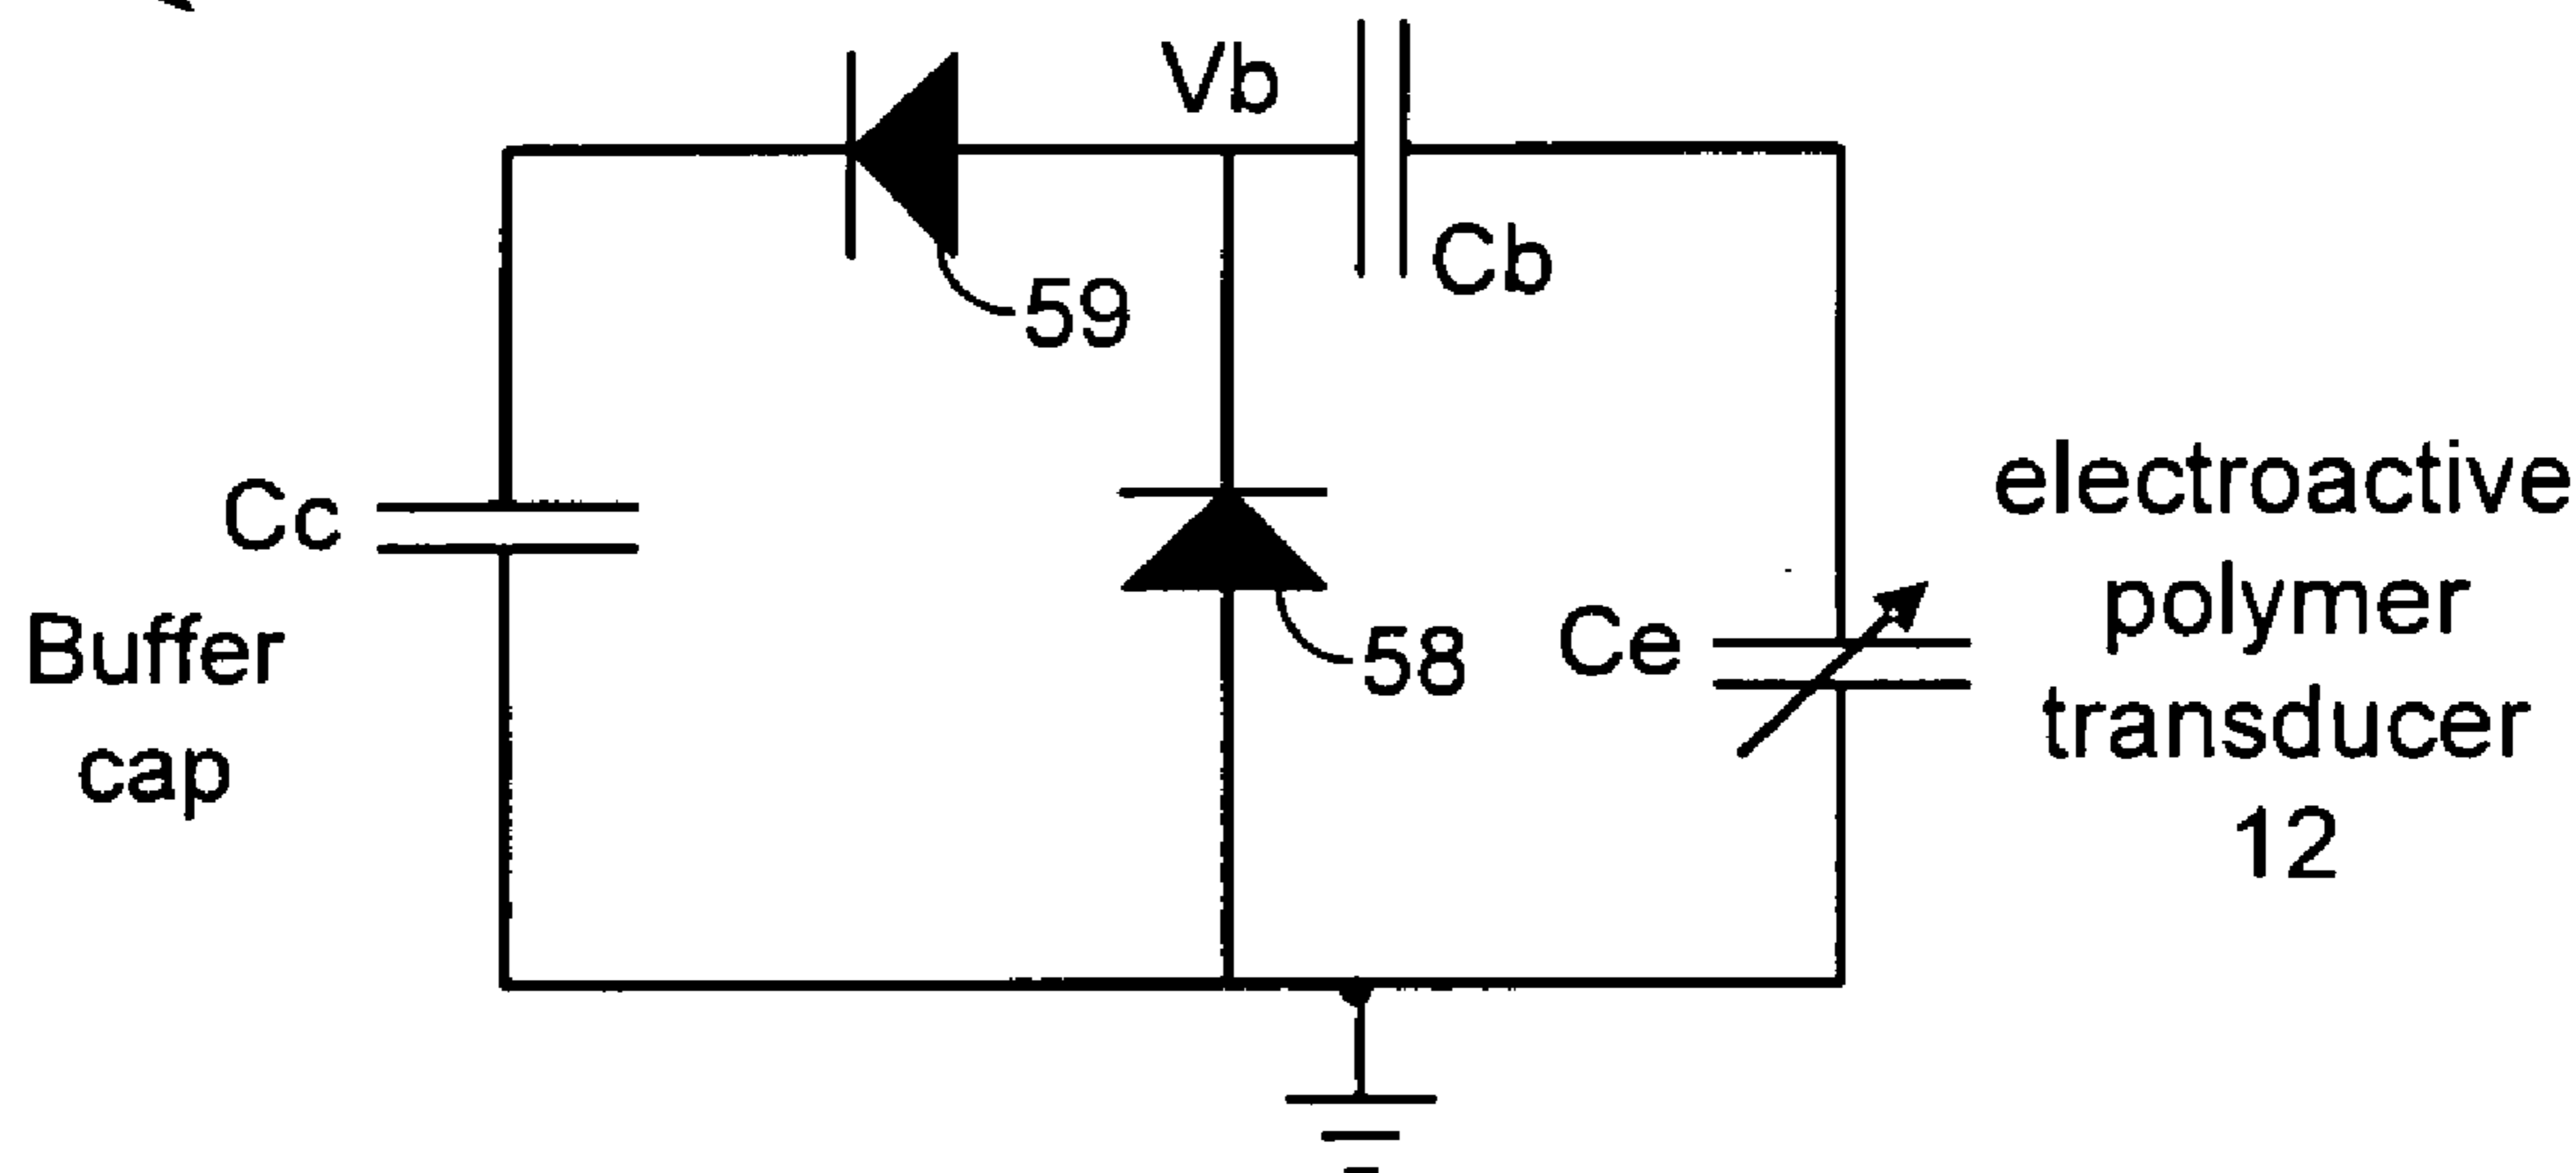 Vb
Cb
59
Cc
Buffer
cap
58
Ce
electroactive
polymer
transducer
12